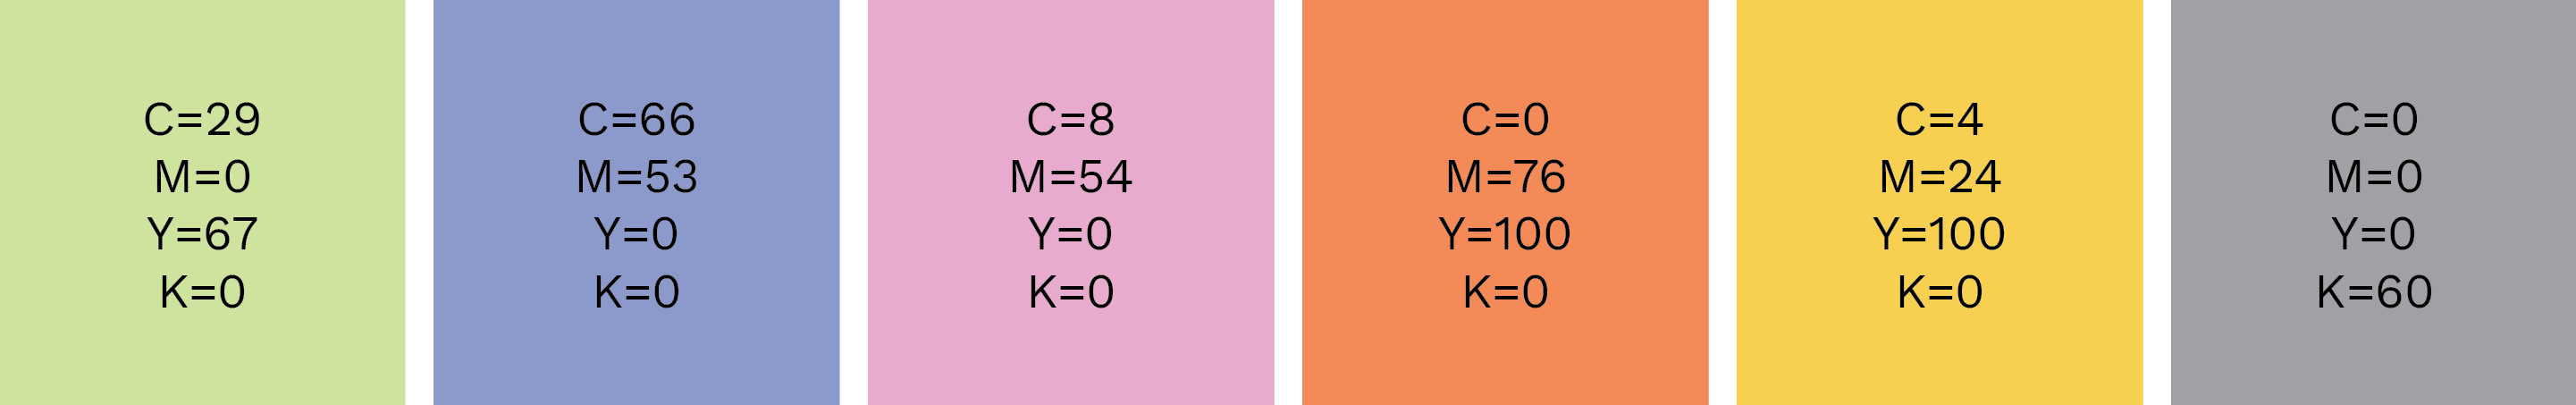 C=29
M=0
Y=67
K=0
C=66
M=53
Y=0
K=0
C=8
M=54
Y=0
K=0
C=0
M=76
Y=100
K=0
C=4
M=24
Y=100
K=0
C=0
M=0
Y=0
K=60